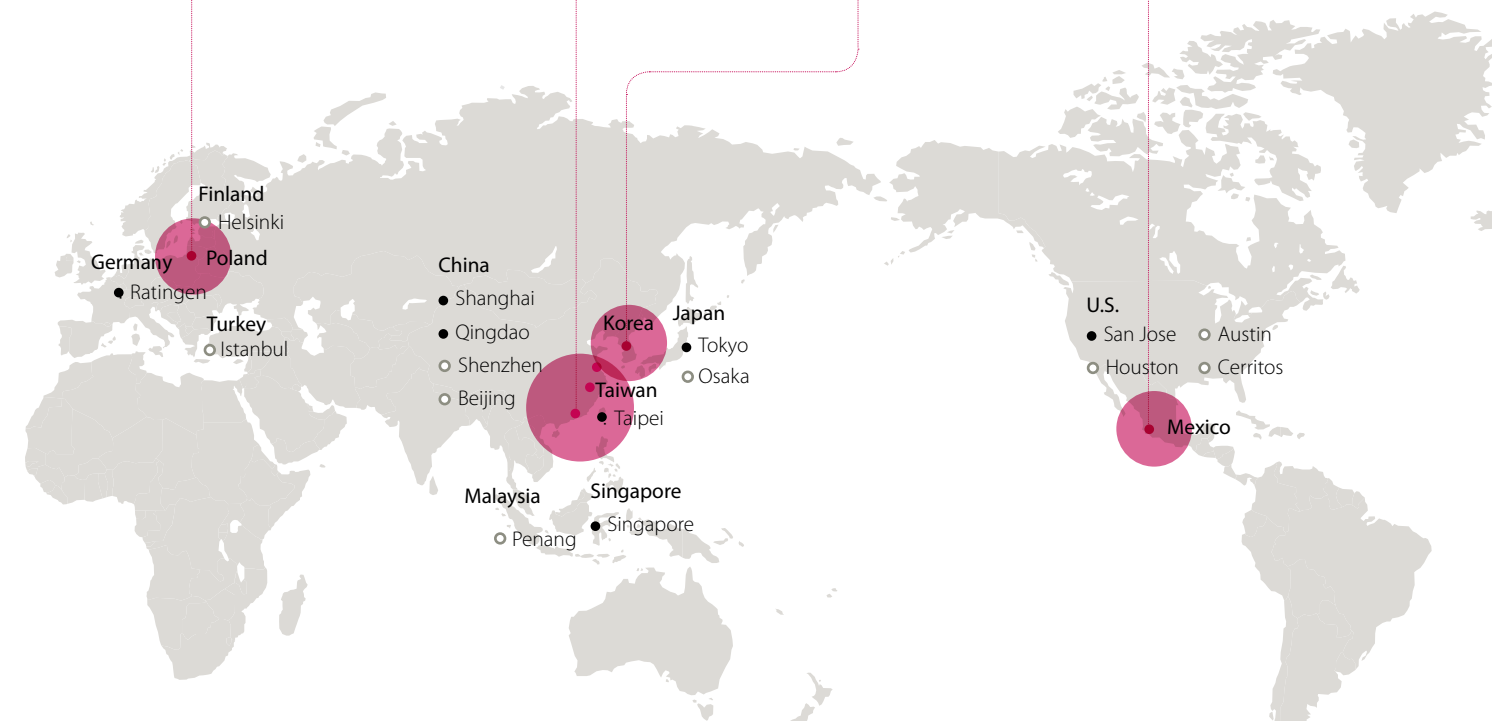 Finland
Helsinki
Germany
Poland
Ratingen
Turkey
Istanbul
China
Shanghai
Qingdao
Shenzhen
Beijing
Korea
Japan
Tokyo
Osaka
Taiwan
Taipei
Malaysia
Penang
Singapore
Singapore
U.S.
San Jose Austin
Houston Cerritos
Mexico